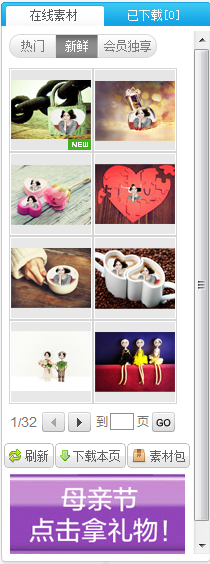 在线素材 已下载[0]
热门 新鲜 会员独享
NEW
1/32 到 页 GO
刷新 下载本页 素材包
母亲节
点击拿礼物!